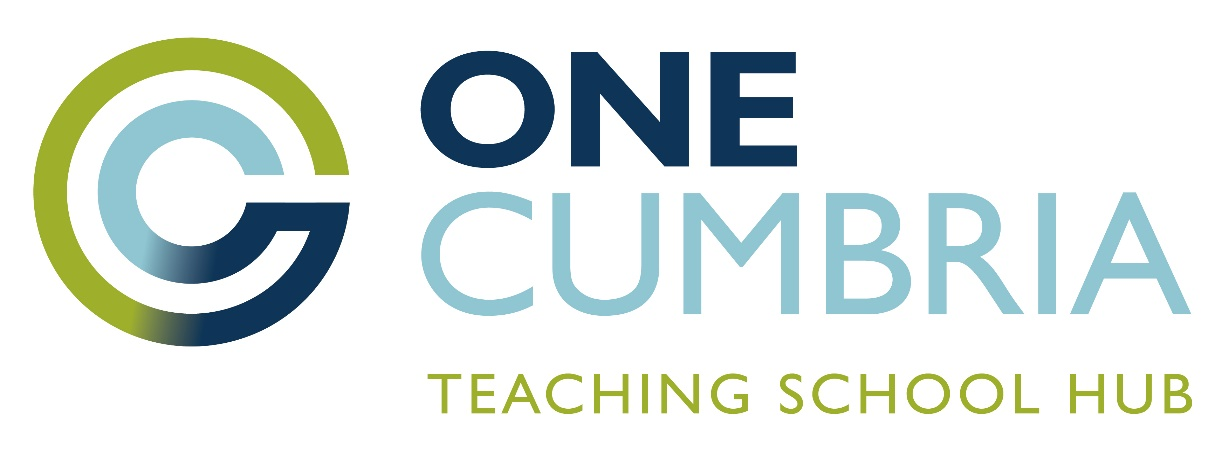 ONE
CUMBRIA
TEACHING SCHOOL HUB